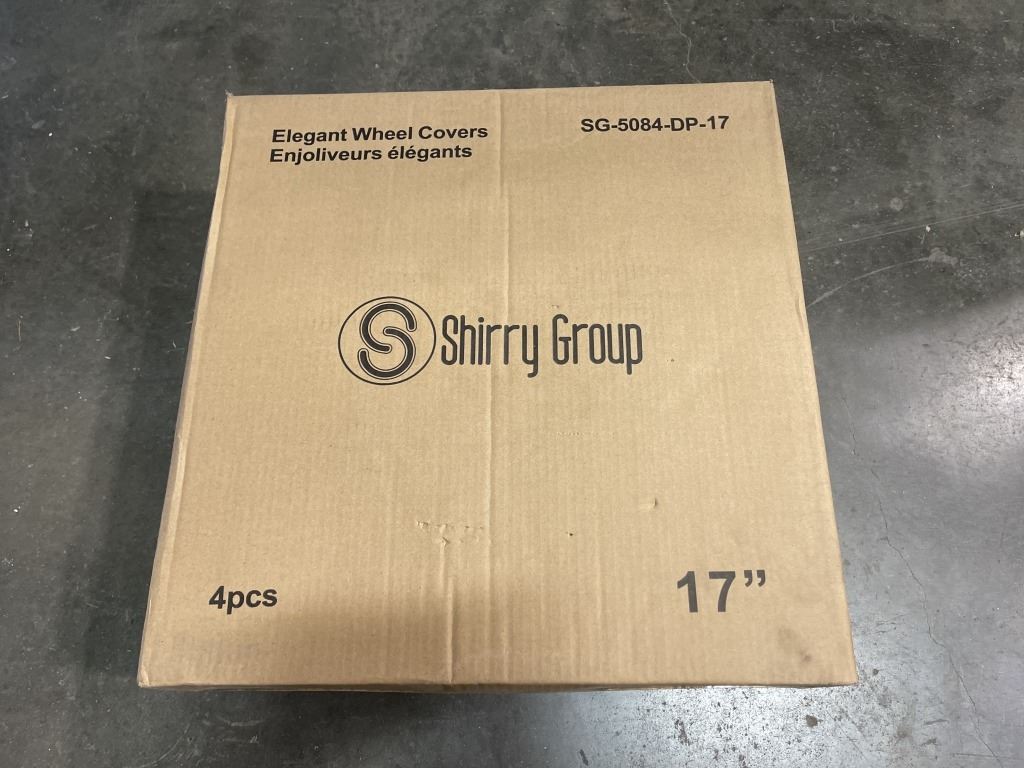 Elegant Wheel Covers
Enjoliveurs élégants
SG-5084-DP-17
S Shirry Group
4pcs
17”